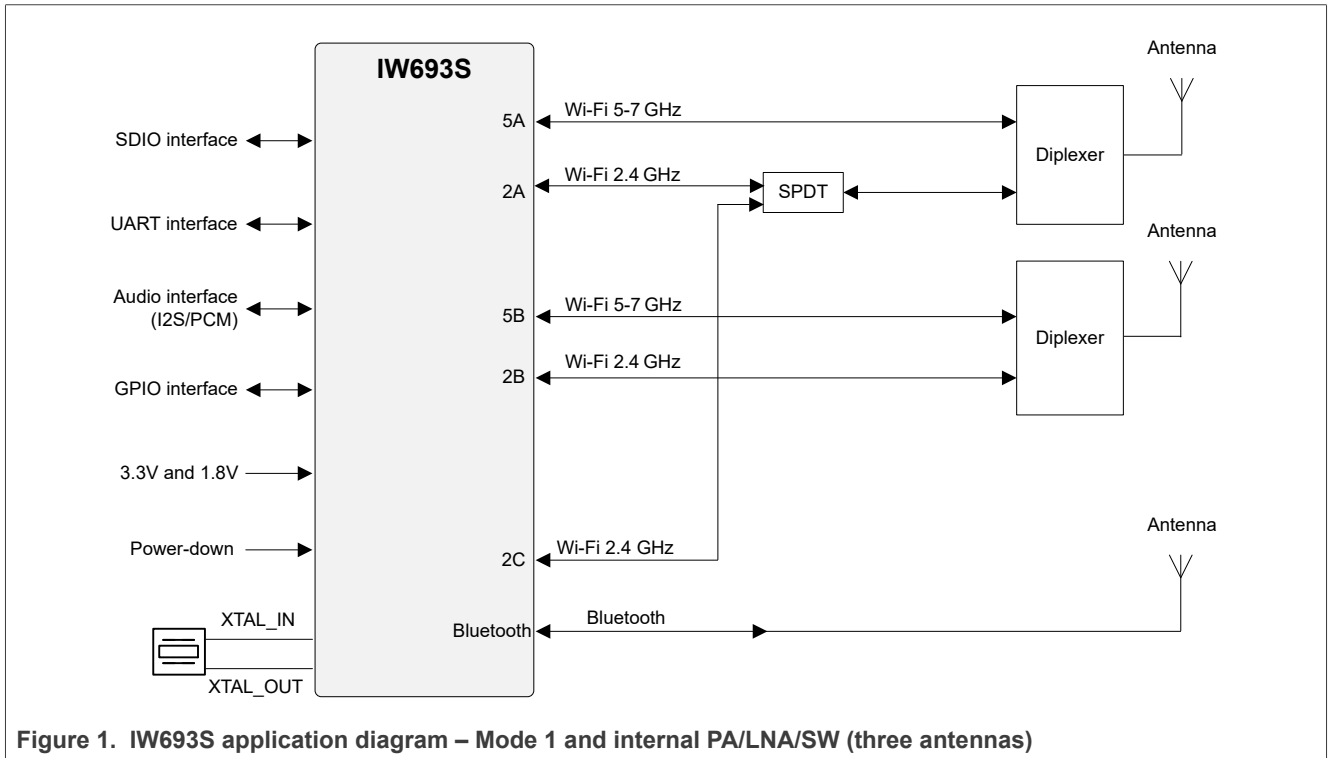 IW693S
SDIO interface
UART interface
Audio interface
(I2S/PCM)
GPIO interface
3.3V and 1.8V
Power-down
XTAL_IN
XTAL_OUT
5A
Wi-Fi 5-7 GHz
2A
Wi-Fi 2.4 GHz
SPDT
Diplexer
Antenna
5B
Wi-Fi 5-7 GHz
2B
Wi-Fi 2.4 GHz
Diplexer
Antenna
2C
Wi-Fi 2.4 GHz
Bluetooth
Bluetooth
Antenna
Figure 1. IW693S application diagram – Mode 1 and internal PA/LNA/SW (three antennas)